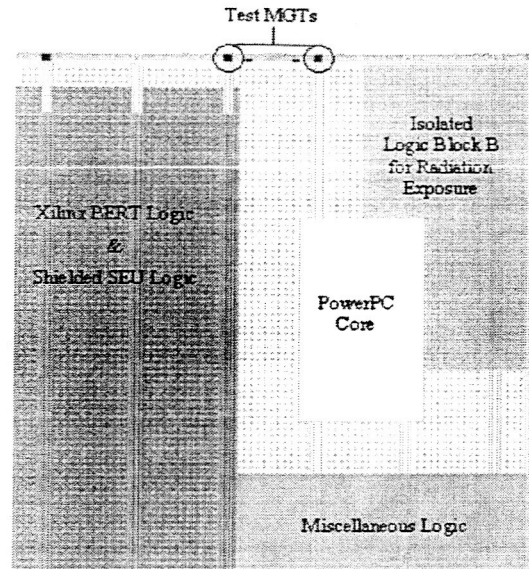 Test MGTs
Isolated
Logic Block B
for Radiation
Exposure
Xilinx BERT Logic
&
Shielded SEU Logic
PowerPC
Core
Miscellaneous Logic